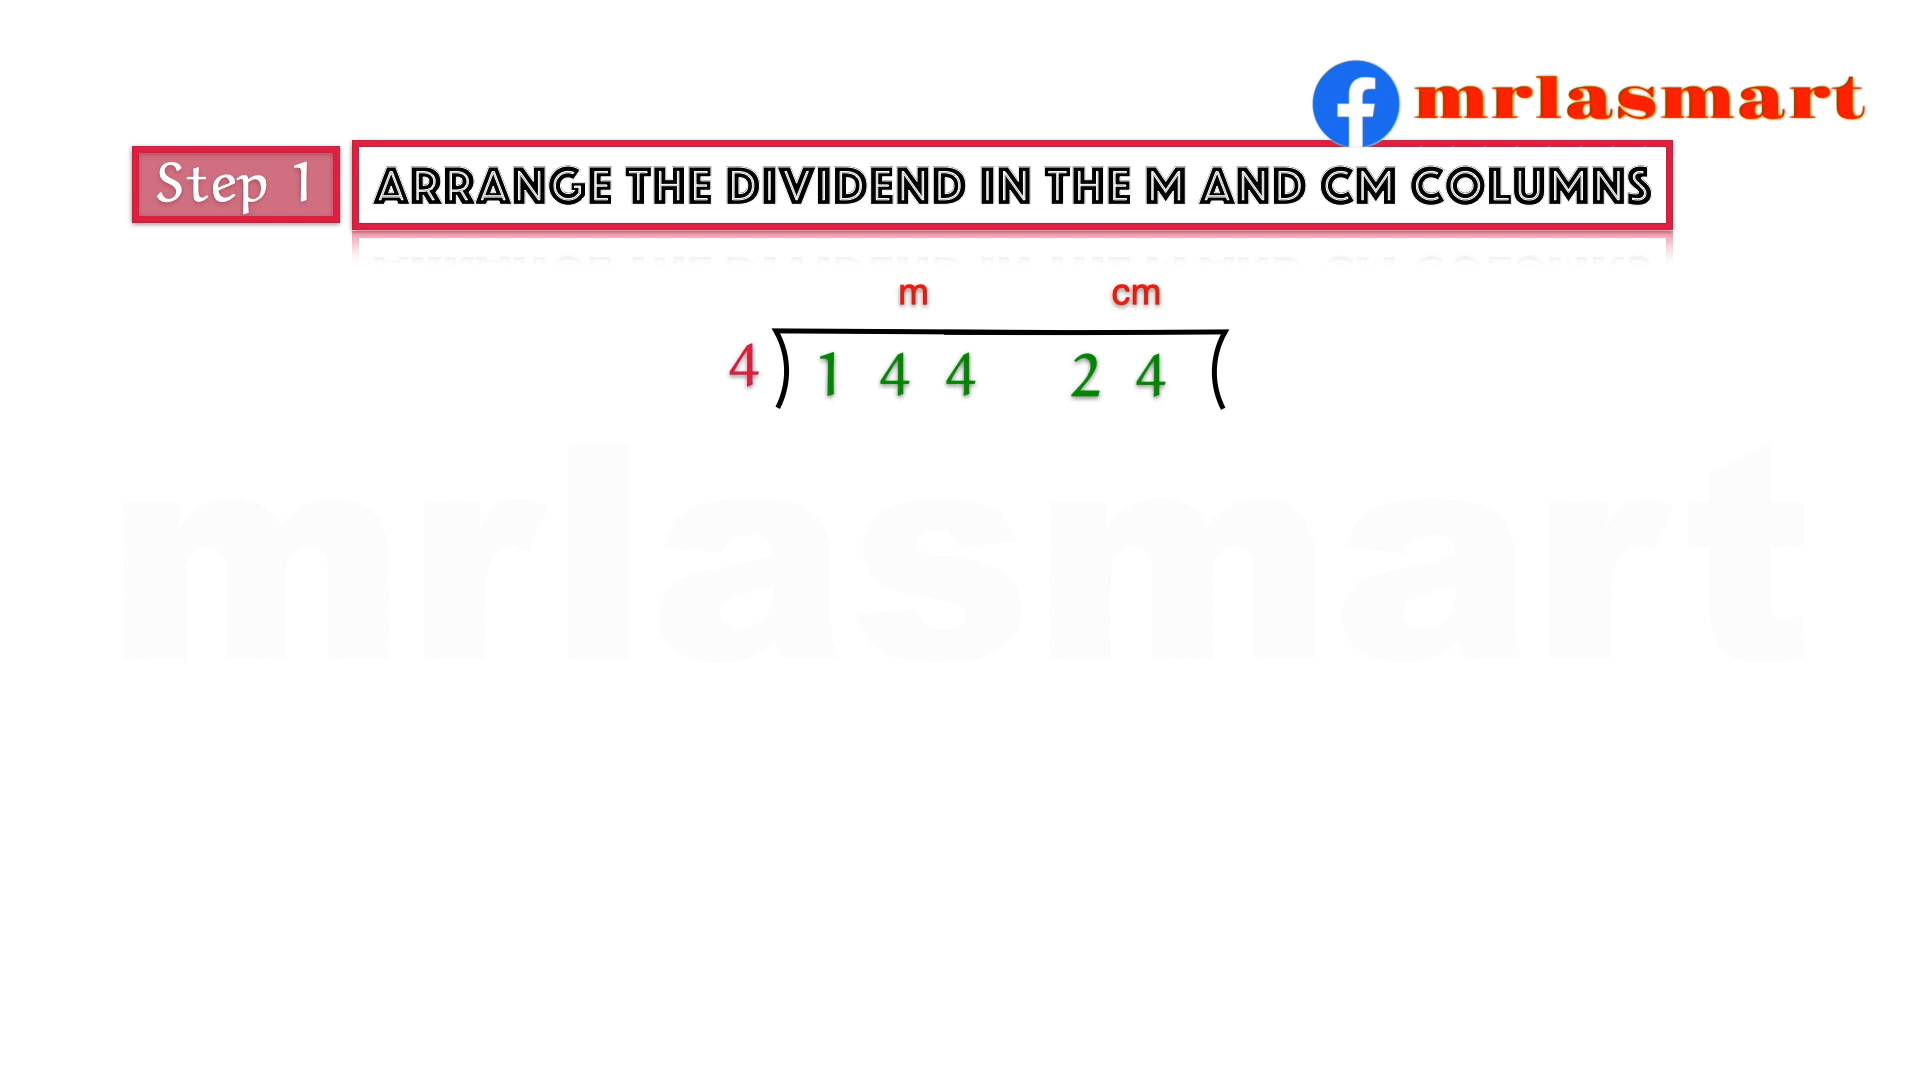 mrlasmart
Step 1 ARRANGE THE DIVIDEND IN THE M AND CM COLUMNS
m cm
4 ) 1 4 4 2 4 (
mrlasmart